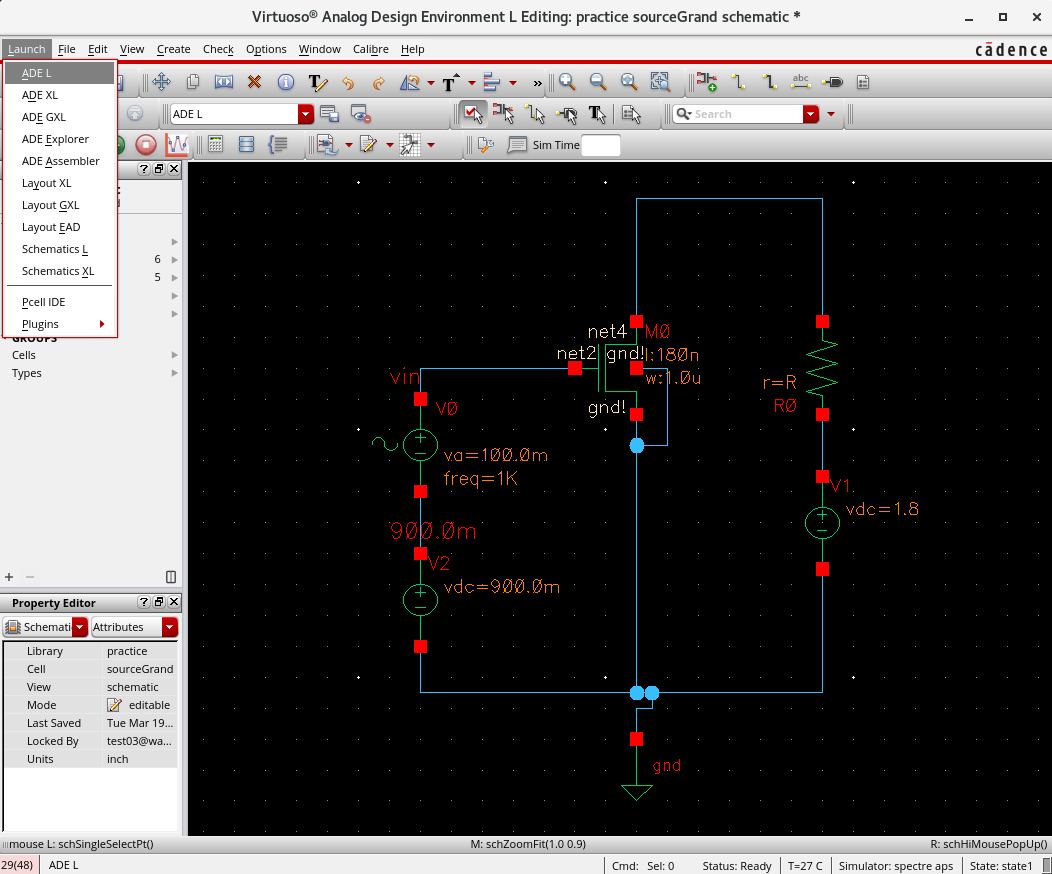 Virtuoso® Analog Design Environment L Editing: practice sourceGrand schematic *
Launch File Edit View Create Check Options Window Calibre Help
cādence
ADE L
ADE XL
ADE GXL
ADE Explorer
ADE Assembler
Layout XL
Layout GXL
Layout EAD
Schematics L
Schematics XL
Pcell IDE
Plugins
abc
ADE L
Search
Sim Time
6
5
GROUPS
Cells
Types
Property Editor
Schemati Attributes
Library practice
Cell sourceGrand
View schematic
Mode editable
Last Saved Tue Mar 19...
Locked By test03@wa...
Units inch
net4 M0
net2 gnd! l:180n
w:1.0u
gnd!
vin
V0
va=100.0m
freq=1K
900.0m
V2
vdc=900.0m
r=R
R0
V1
vdc=1.8
gnd
mouse L: schSingleSelectPt() M: schZoomFit(1.0 0.9) R: schHiMousePopUp()
29(48) ADE L Cmd: Sel: 0 Status: Ready T=27 C Simulator: spectre aps State: state1